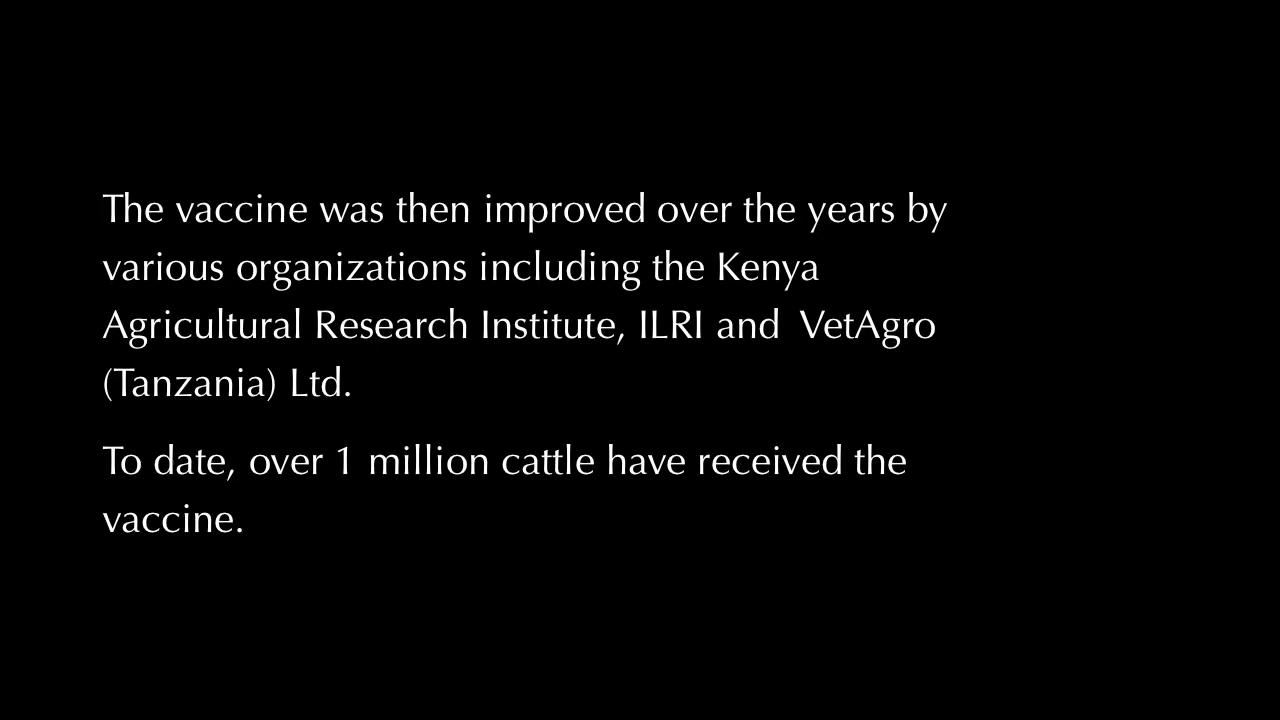 The vaccine was then improved over the years by
various organizations including the Kenya
Agricultural Research Institute, ILRI and  VetAgro
(Tanzania) Ltd.
To date, over 1 million cattle have received the
vaccine.